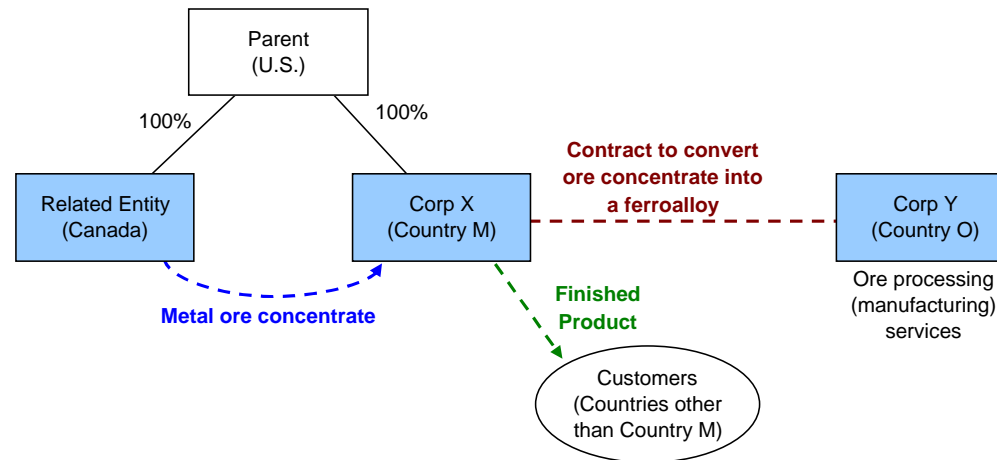 Parent
(U.S.)
100%
100%
Related Entity
(Canada)
Corp X
(Country M)
Contract to convert
ore concentrate into
a ferroalloy
Corp Y
(Country O)
Ore processing
(manufacturing)
services
Metal ore concentrate
Finished
Product
Customers
(Countries other
than Country M)